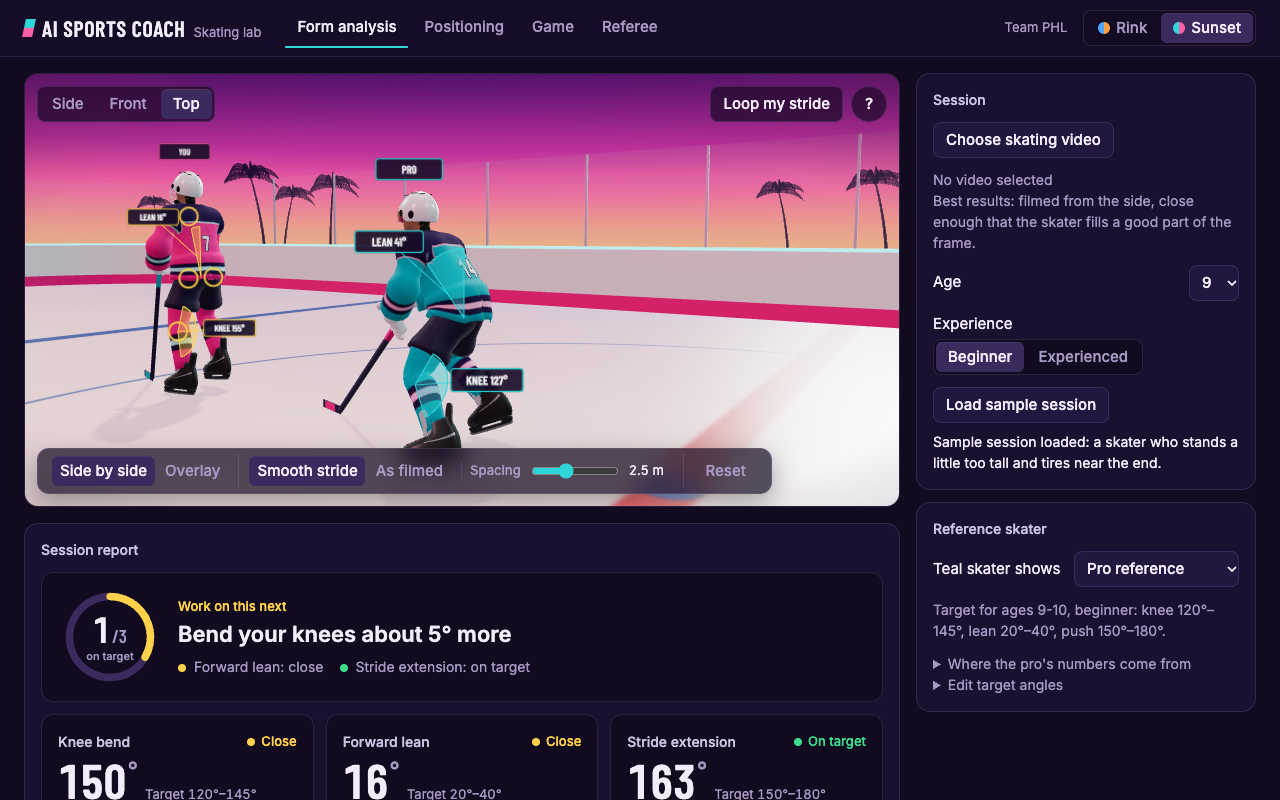 AI SPORTS COACH Skating lab Form analysis Positioning Game Referee Team PHL Rink Sunset
Side Front Top Loop my stride ?
YOU
PRO
LEAN 16°
LEAN 41°
7
KNEE 155°
KNEE 127°
Side by side Overlay Smooth stride As filmed Spacing 2.5 m Reset
Session report
1/3
on target
Work on this next
Bend your knees about 5° more
Forward lean: close Stride extension: on target
Knee bend Close
150° Target 120°–145°
Forward lean Close
16° Target 20°–40°
Stride extension On target
163° Target 150°–180°
Session
Choose skating video
No video selected
Best results: filmed from the side, close
enough that the skater fills a good part of the
frame.
Age 9
Experience
Beginner Experienced
Load sample session
Sample session loaded: a skater who stands a
little too tall and tires near the end.
Reference skater
Teal skater shows Pro reference
Target for ages 9-10, beginner: knee 120°–
145°, lean 20°–40°, push 150°–180°.
Where the pro's numbers come from
Edit target angles